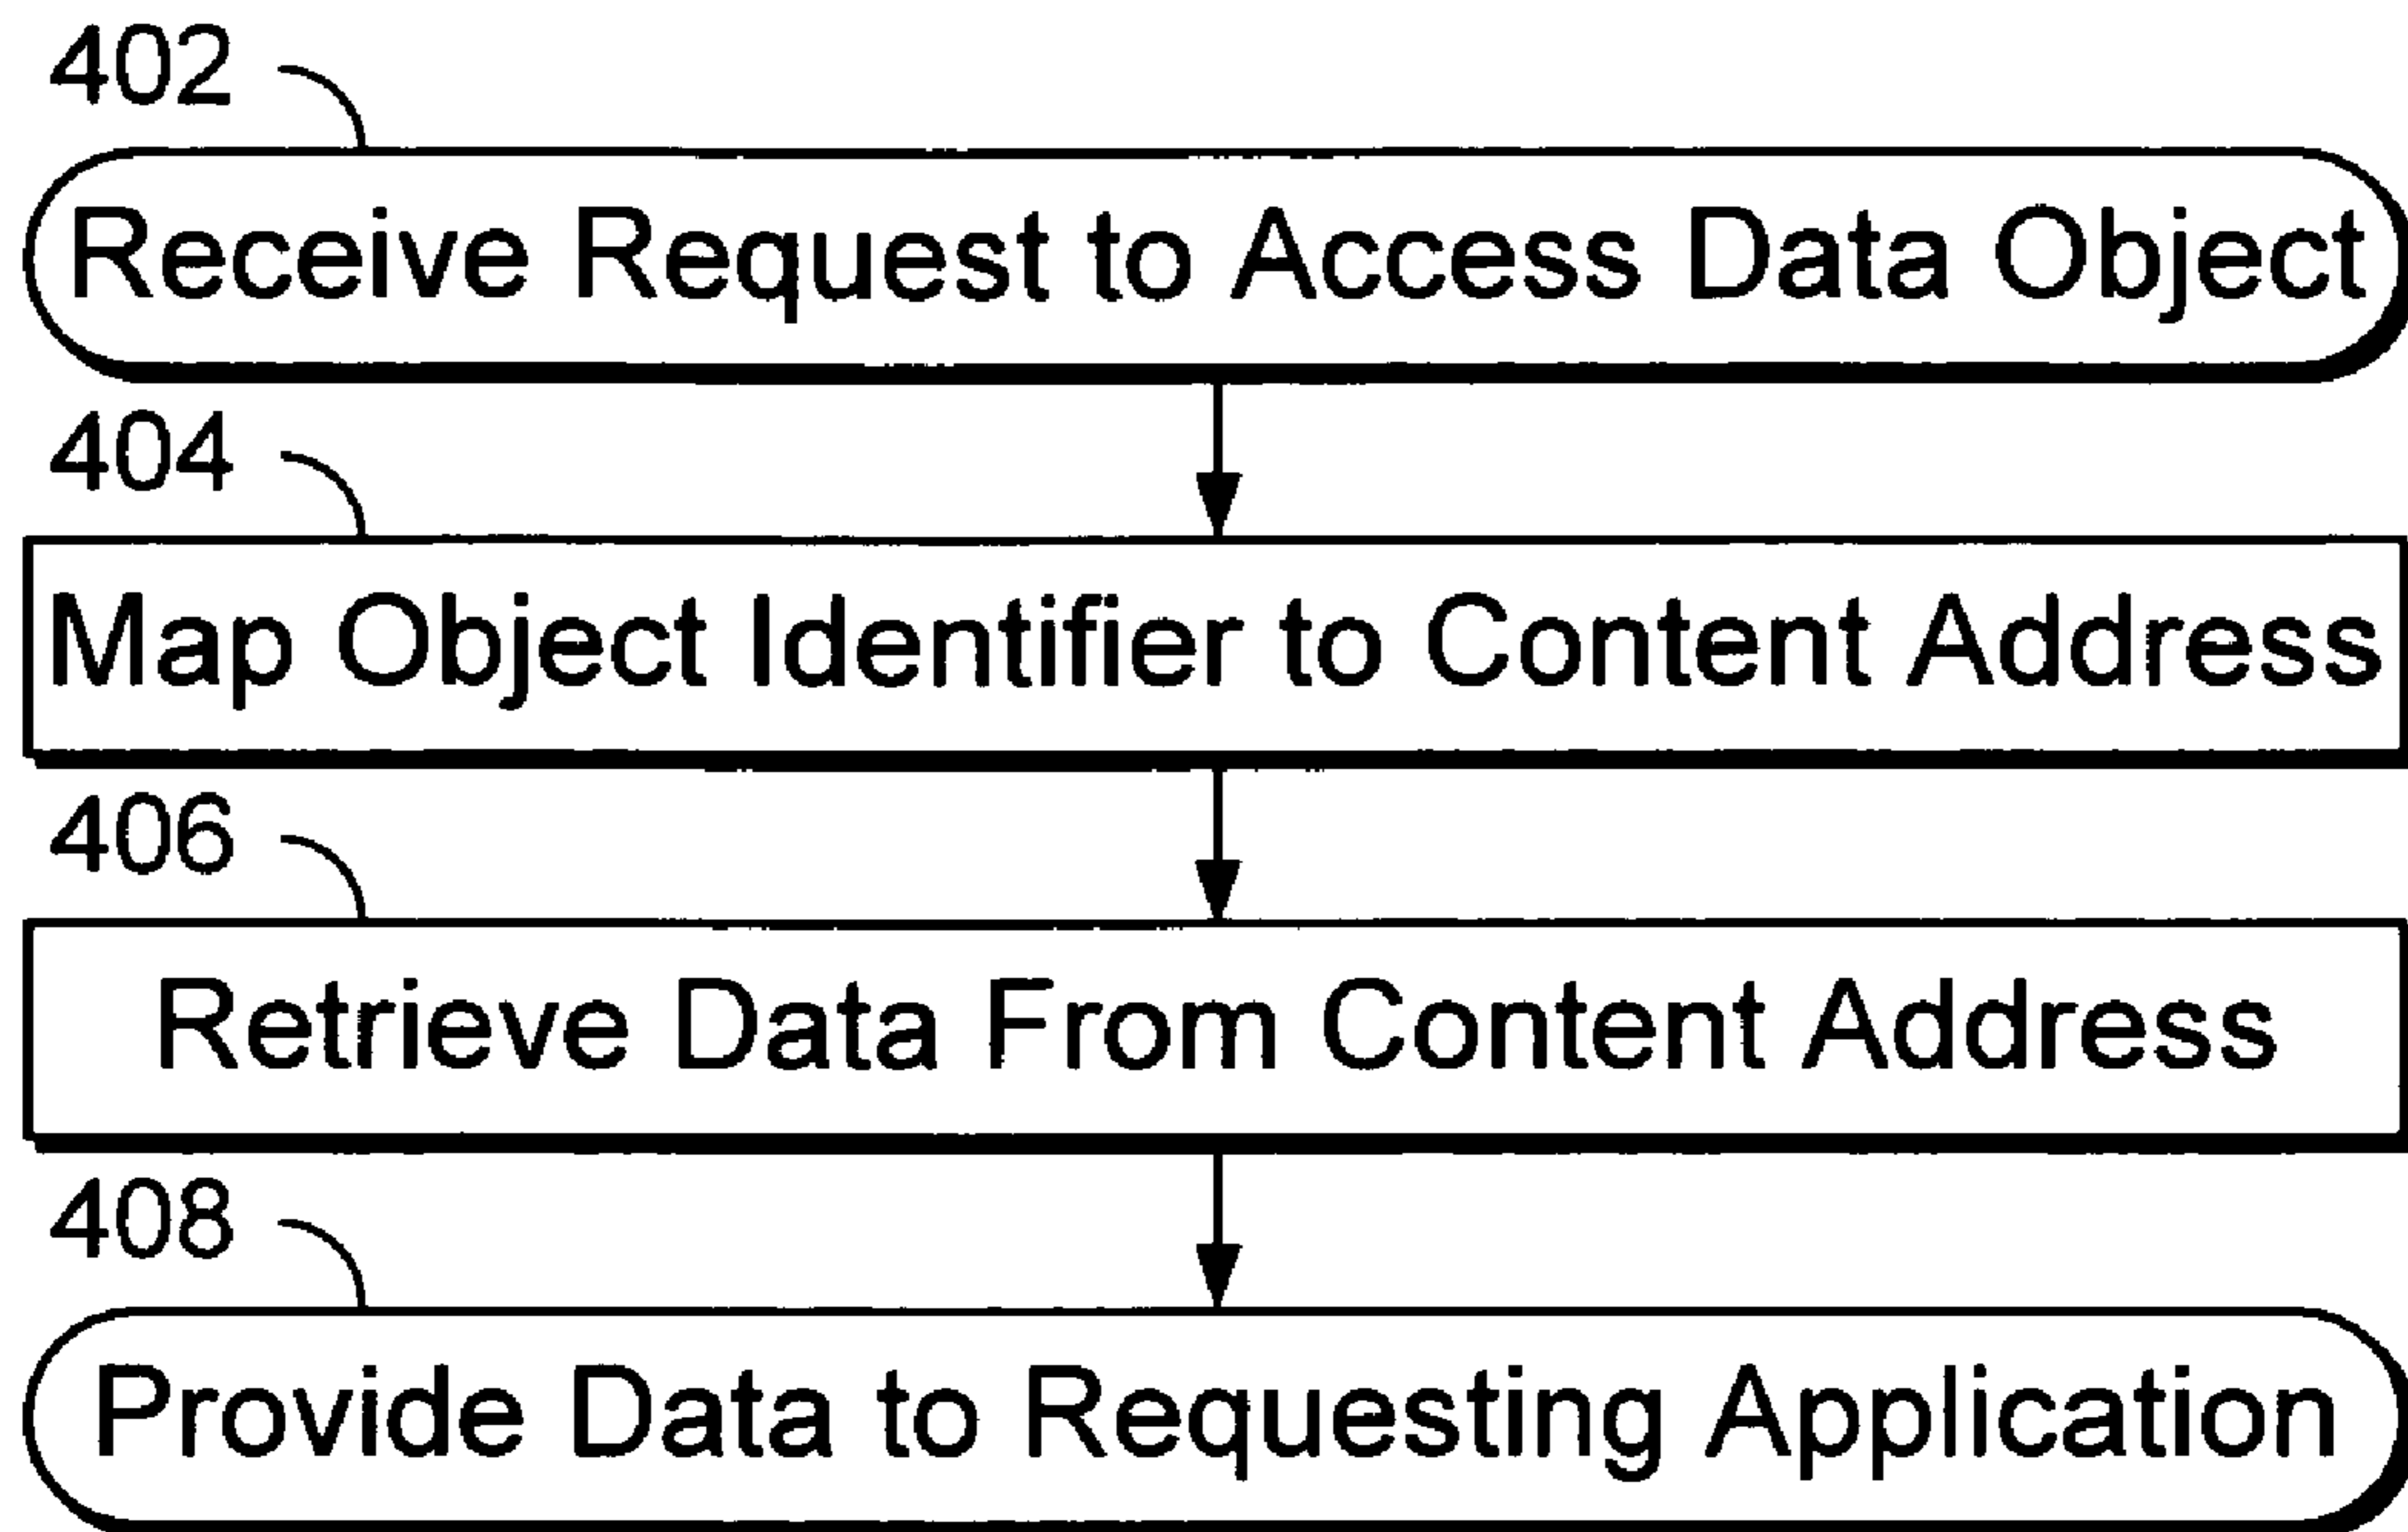 402
Receive Request to Access Data Object
404
Map Object Identifier to Content Address
406
Retrieve Data From Content Address
408
Provide Data to Requesting Application